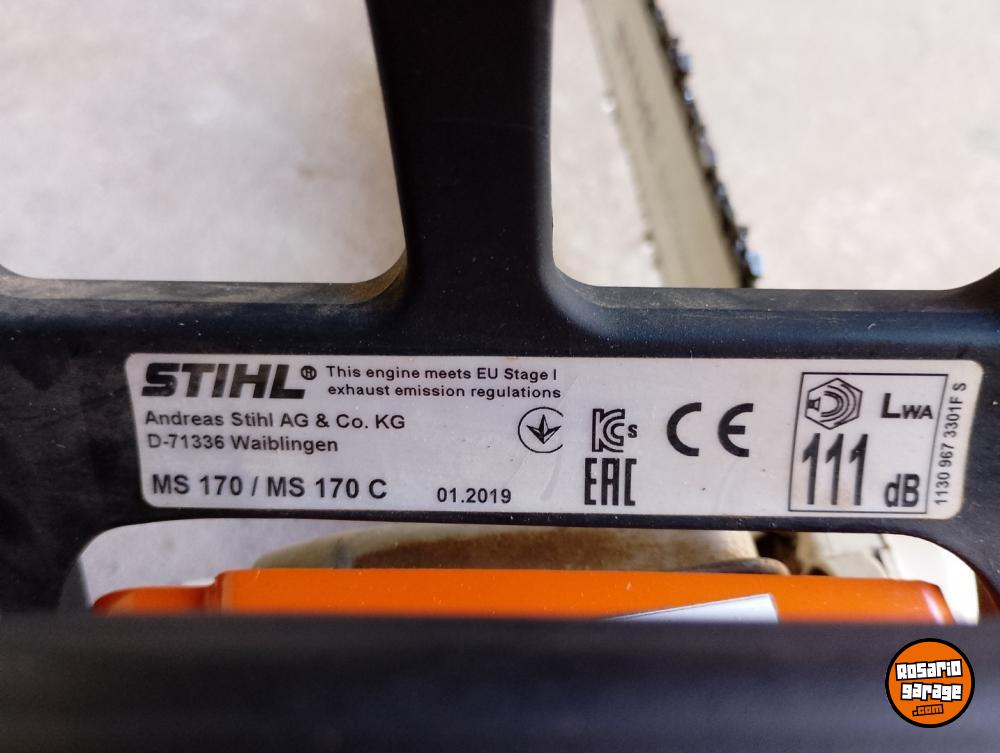 STIHL® This engine meets EU Stage I
exhaust emission regulations
Andreas Stihl AG & Co. KG
D-71336 Waiblingen
MS 170 / MS 170 C
01.2019
KCs
EAC
CE
LWA
111 dB
1130 967 3301F S
Rosario
garage
.com